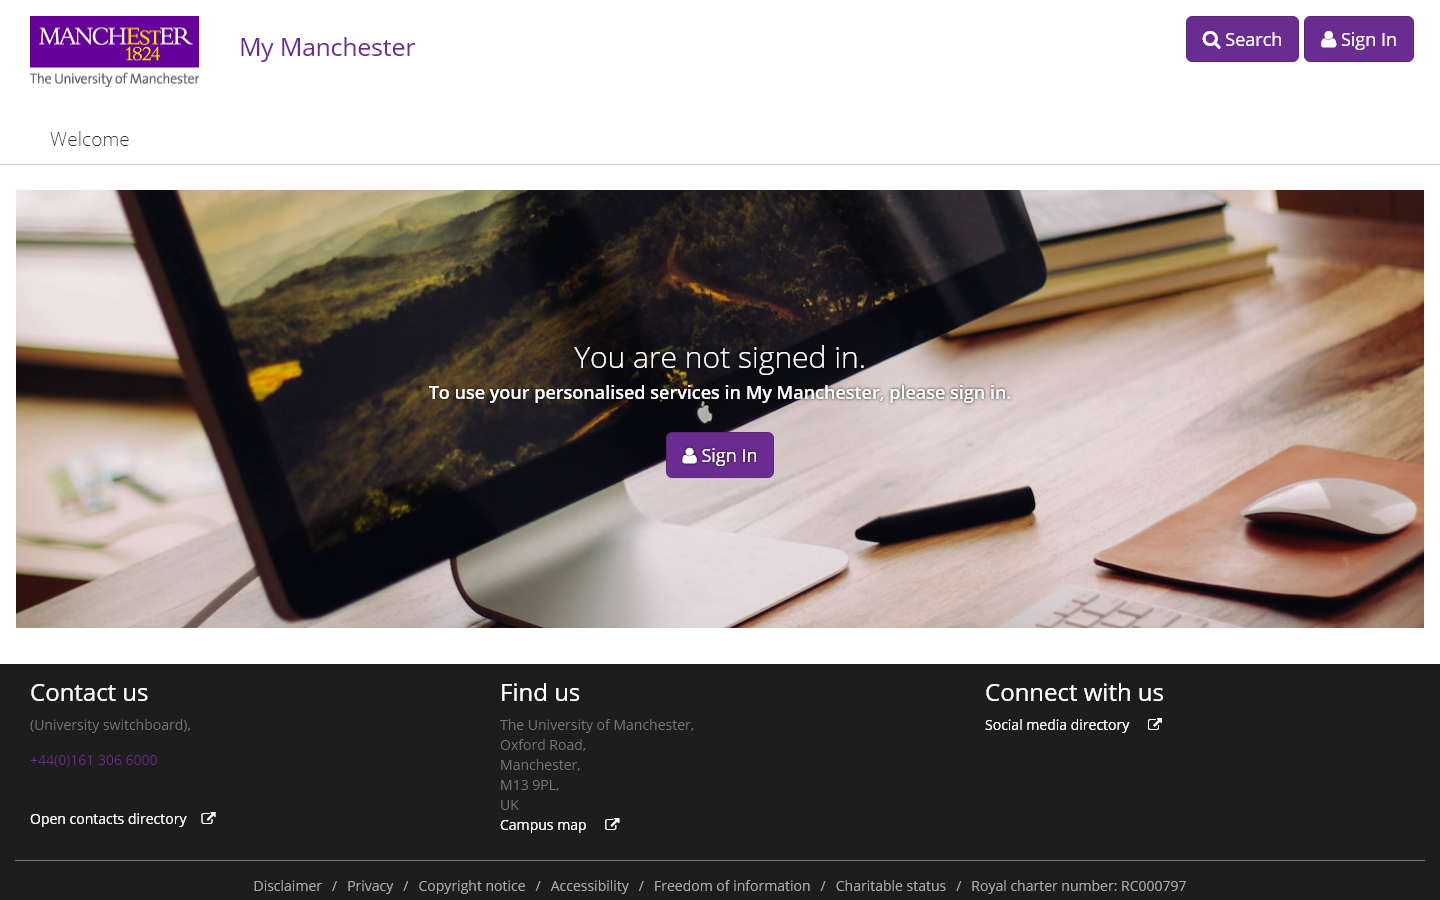 MANCHESTER
1824
The University of Manchester
My Manchester
Search
Sign In
Welcome
You are not signed in.
To use your personalised services in My Manchester, please sign in.
Sign In
Contact us
(University switchboard),
+44(0)161 306 6000
Open contacts directory
Find us
The University of Manchester,
Oxford Road,
Manchester,
M13 9PL,
UK
Campus map
Connect with us
Social media directory
Disclaimer / Privacy / Copyright notice / Accessibility / Freedom of information / Charitable status / Royal charter number: RC000797